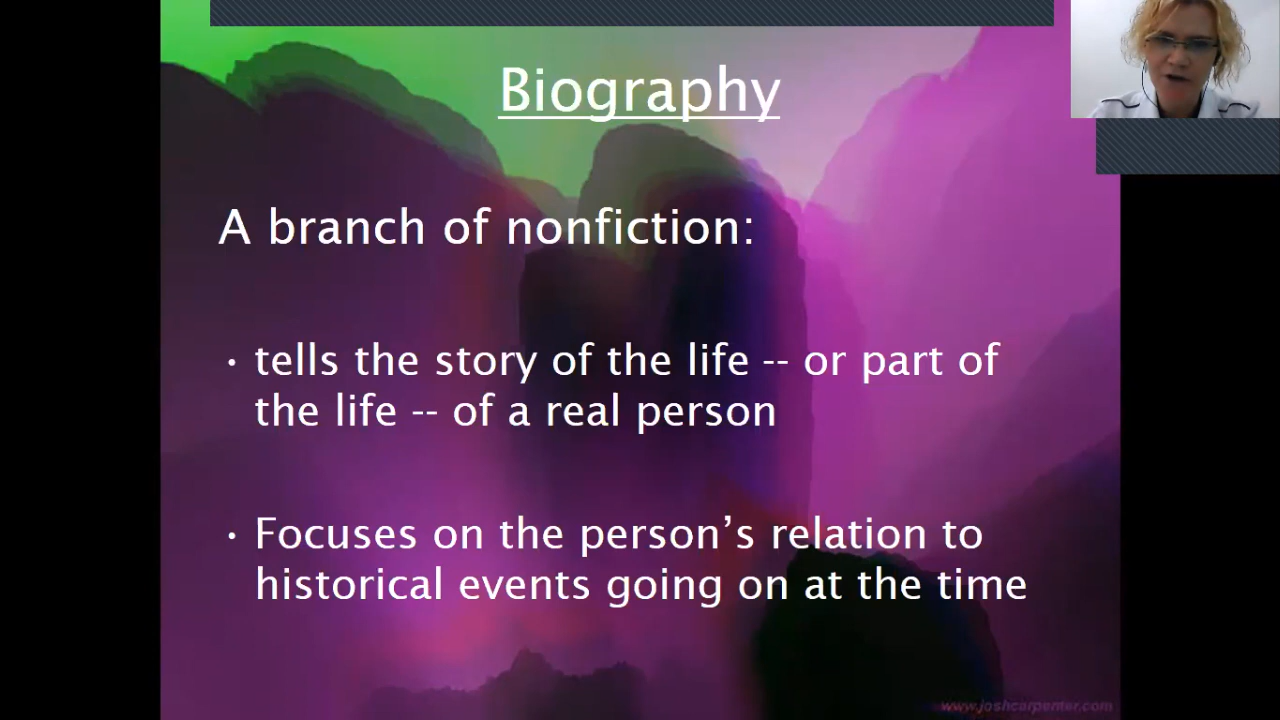 Biography
A branch of nonfiction:
• tells the story of the life -- or part of
the life -- of a real person
• Focuses on the person’s relation to
historical events going on at the time
www.joshcarpenter.com